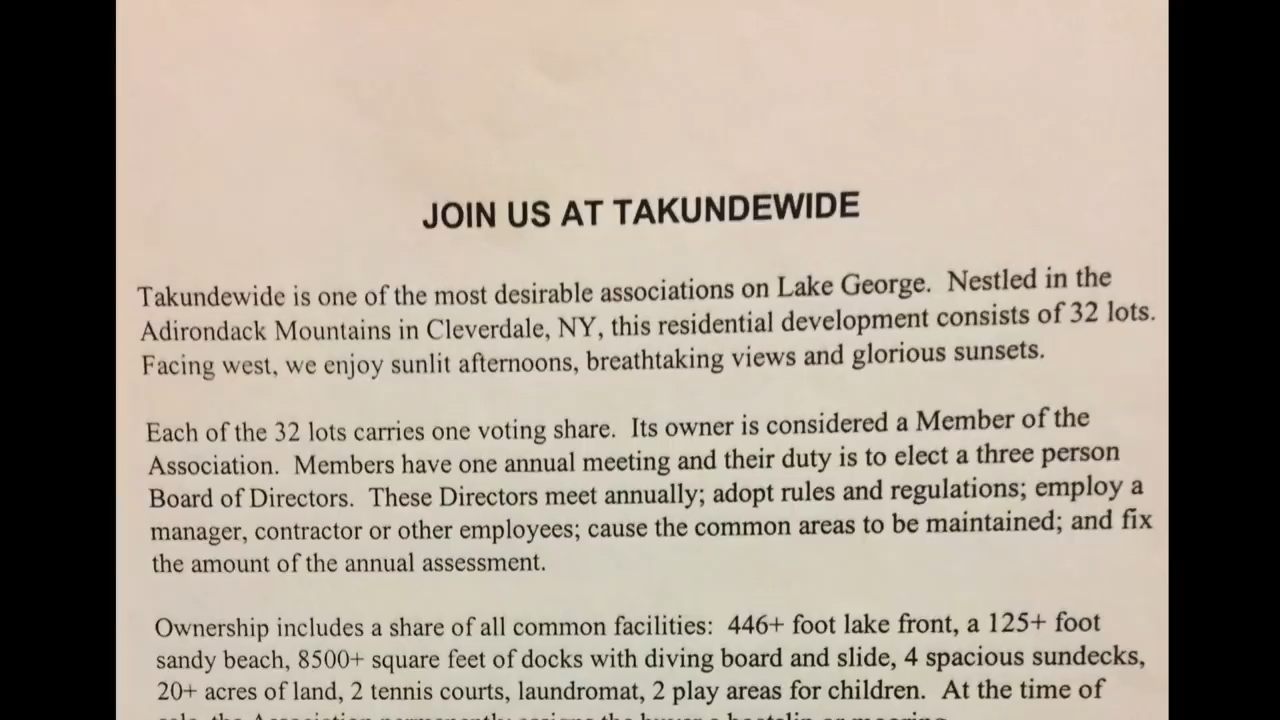 JOIN US AT TAKUNDEWIDE
Takundewide is one of the most desirable associations on Lake George. Nestled in the
Adirondack Mountains in Cleverdale, NY, this residential development consists of 32 lots.
Facing west, we enjoy sunlit afternoons, breathtaking views and glorious sunsets.
Each of the 32 lots carries one voting share. Its owner is considered a Member of the
Association. Members have one annual meeting and their duty is to elect a three person
Board of Directors. These Directors meet annually; adopt rules and regulations; employ a
manager, contractor or other employees; cause the common areas to be maintained; and fix
the amount of the annual assessment.
Ownership includes a share of all common facilities: 446+ foot lake front, a 125+ foot
sandy beach, 8500+ square feet of docks with diving board and slide, 4 spacious sundecks,
20+ acres of land, 2 tennis courts, laundromat, 2 play areas for children. At the time of